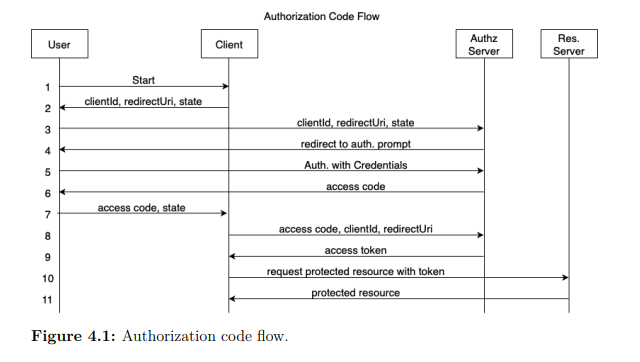 Authorization Code Flow
User
Client
Authz
Server
Res.
Server
1 Start
2 clientId, redirectUri, state
3 clientId, redirectUri, state
4 redirect to auth. prompt
5 Auth. with Credentials
6 access code
7 access code, state
8 access code, clientId, redirectUri
9 access token
10 request protected resource with token
11 protected resource
Figure 4.1: Authorization code flow.